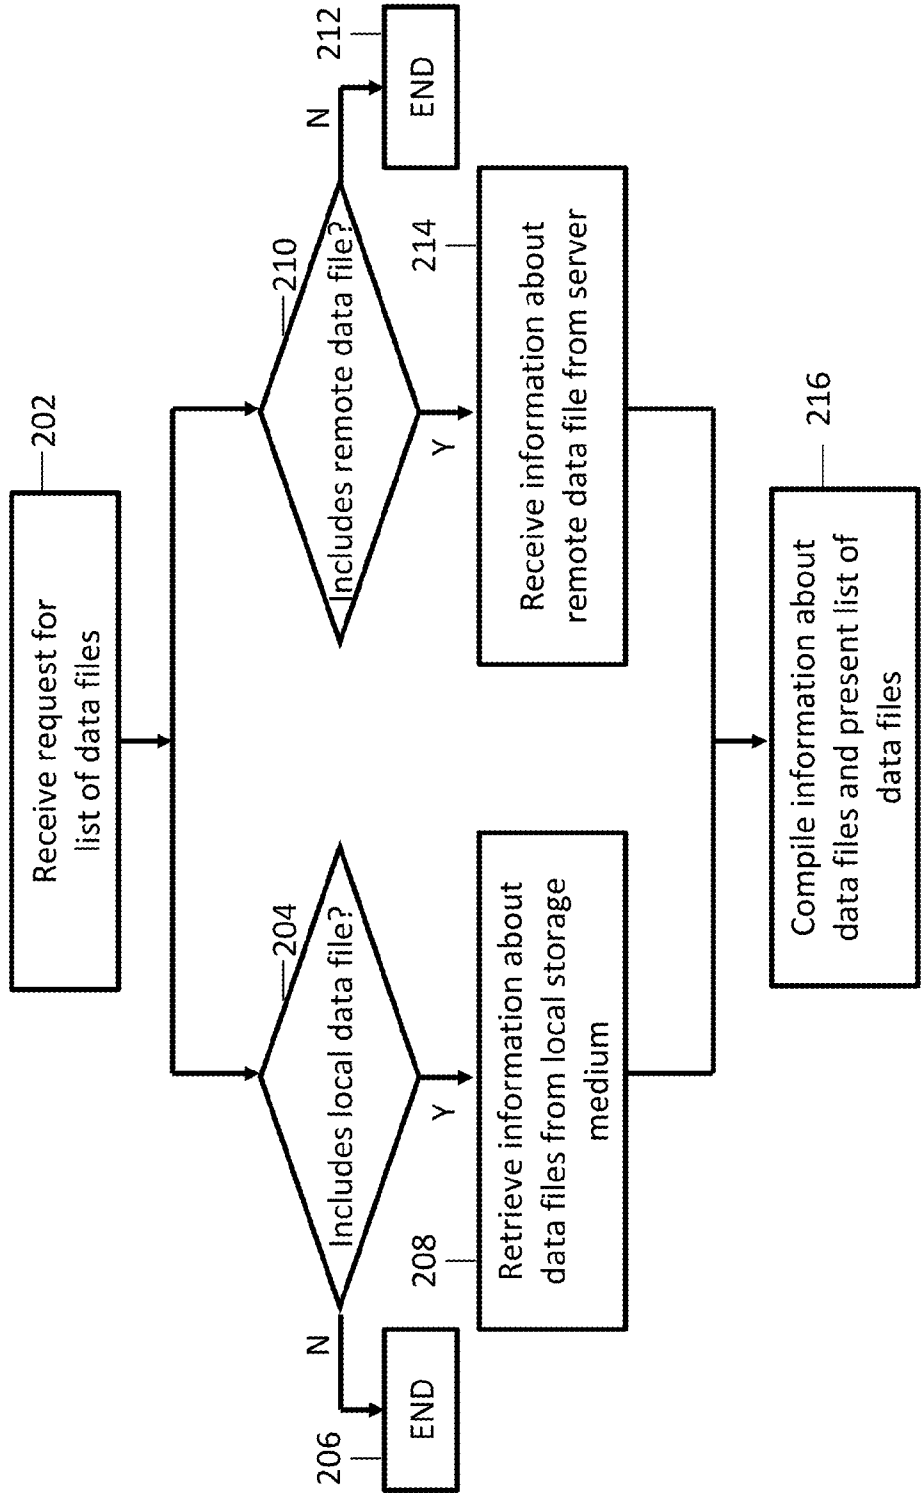 Receive request for
list of data files
202
Includes local data file?
204
N
206
END
Y
208
Retrieve information about
data files from local storage
medium
Includes remote data file?
210
N
212
END
Y
214
Receive information about
remote data file from server
Compile information about
data files and present list of
data files
216